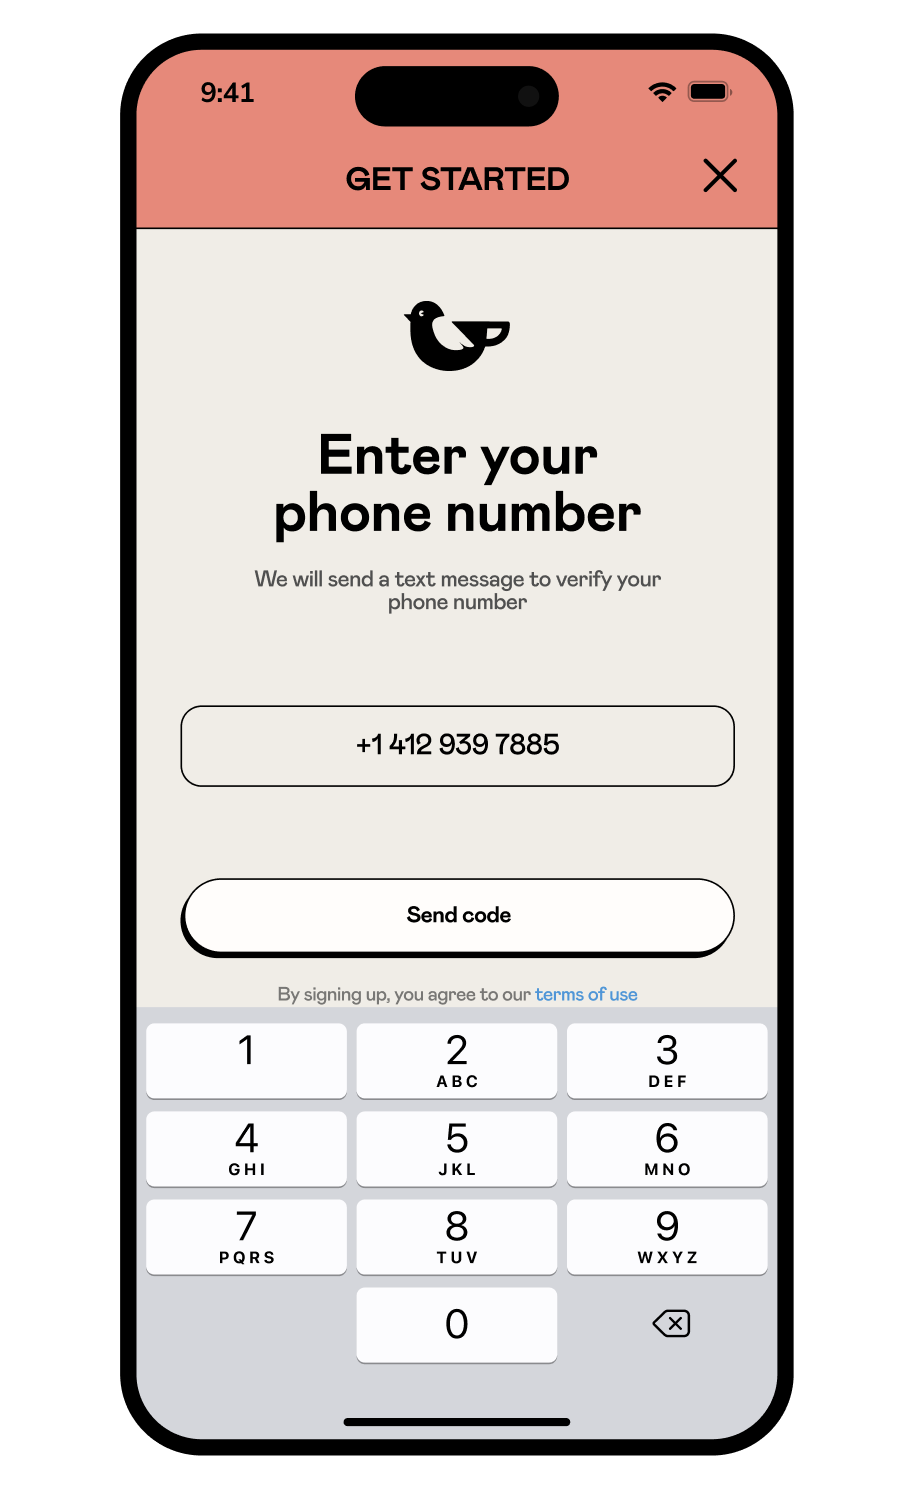 9:41
GET STARTED
Enter your
phone number
We will send a text message to verify your
phone number
+1 412 939 7885
Send code
By signing up, you agree to our terms of use
1 2 3
ABC DEF
4 5 6
GHI JKL MNO
7 8 9
PQRS TUV WXYZ
0